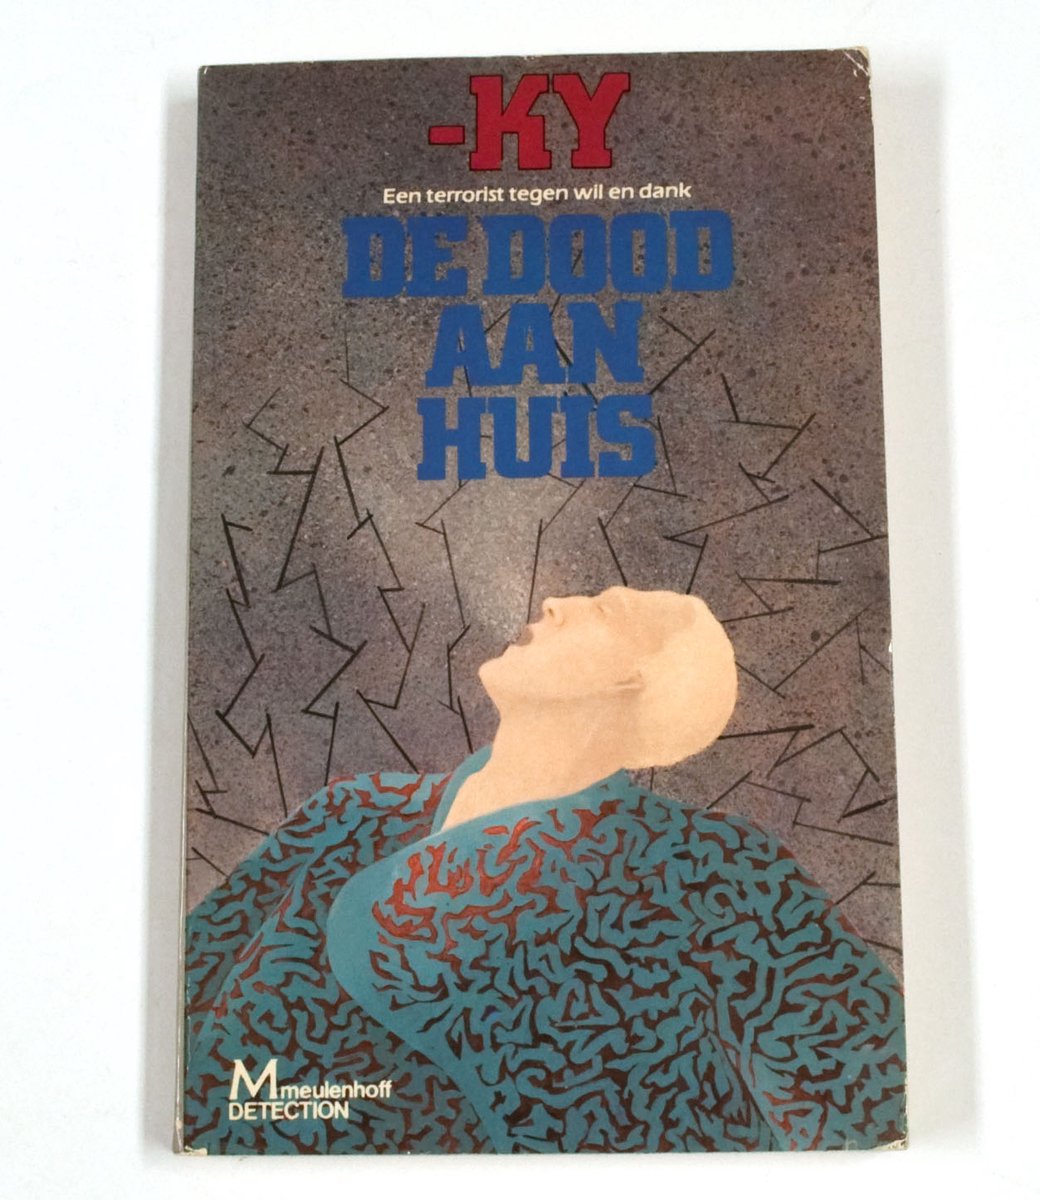 -KY
Een terrorist tegen wil en dank
DE DOOD
AAN
HUIS
M meulenhoff
DETECTION